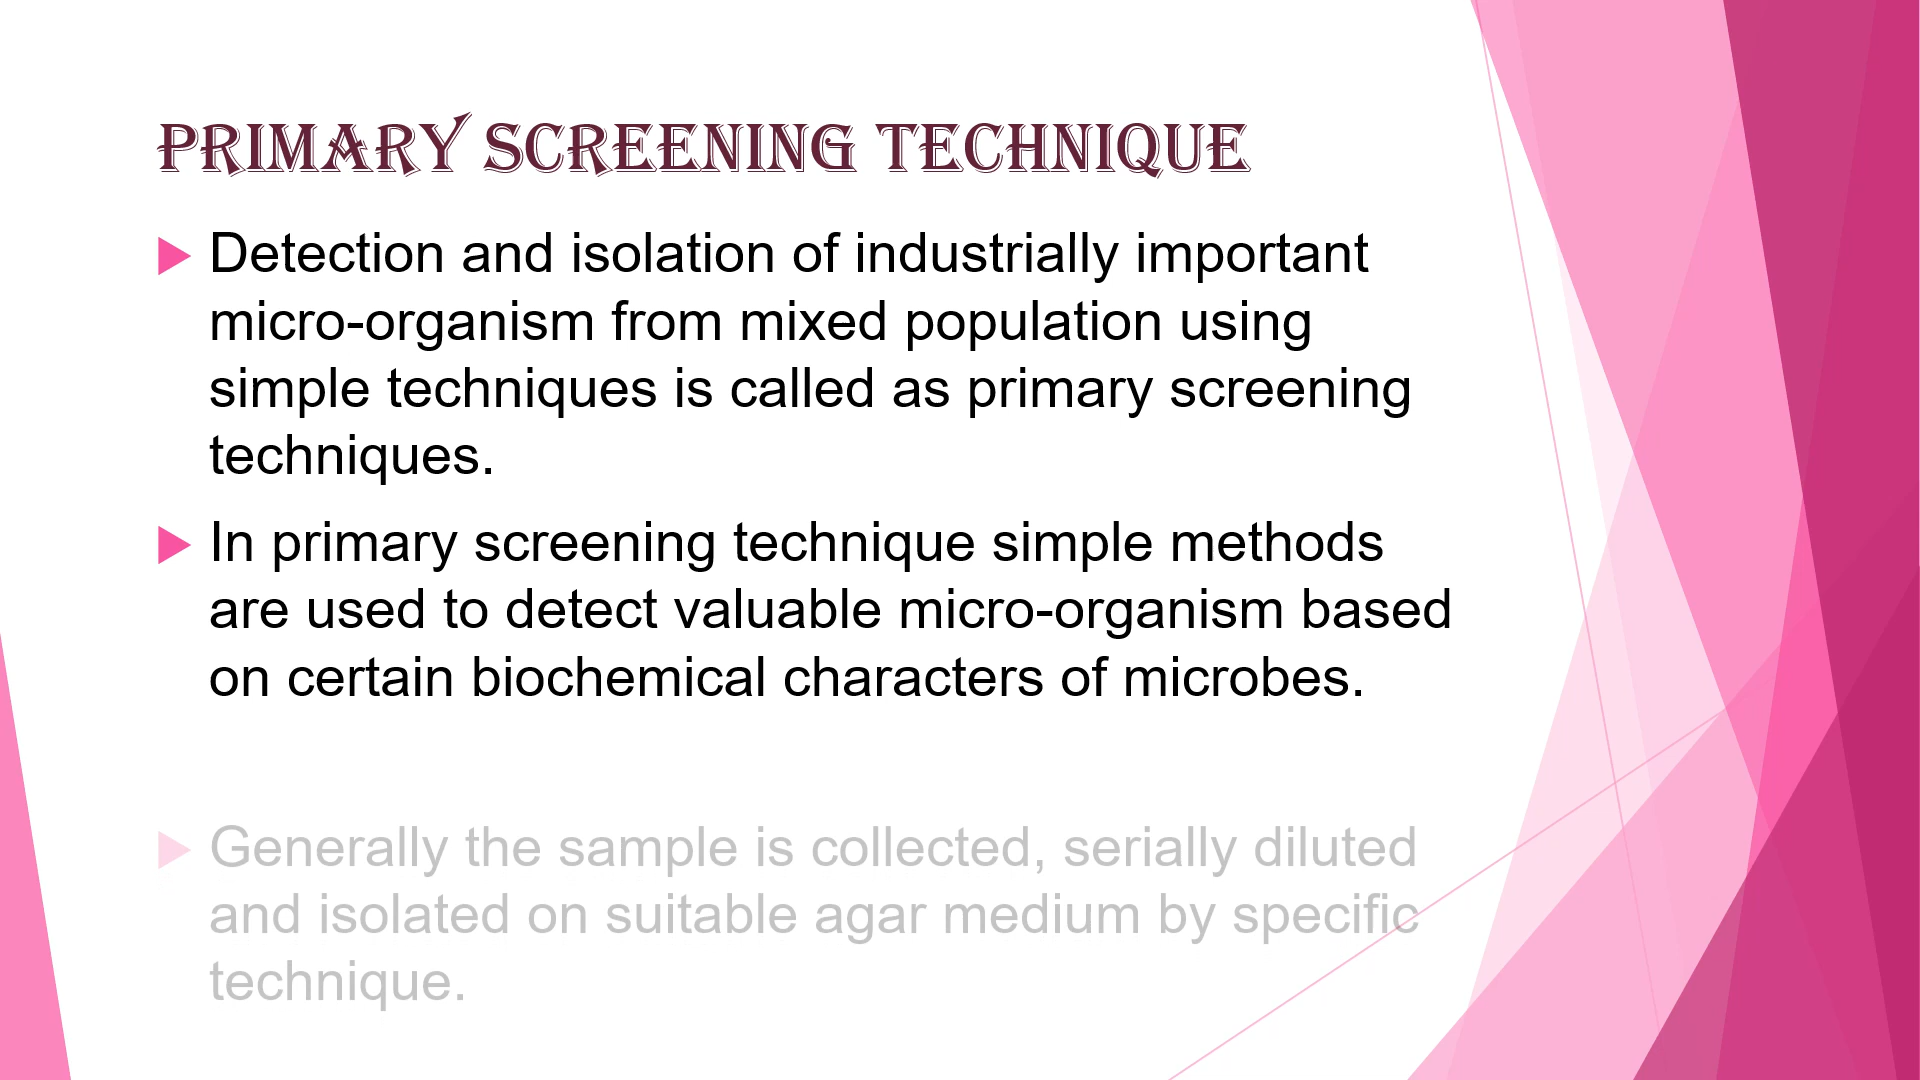 PRIMARY SCREENING TECHNIQUE
Detection and isolation of industrially important
micro-organism from mixed population using
simple techniques is called as primary screening
techniques.
In primary screening technique simple methods
are used to detect valuable micro-organism based
on certain biochemical characters of microbes.
Generally the sample is collected, serially diluted
and isolated on suitable agar medium by specific
technique.